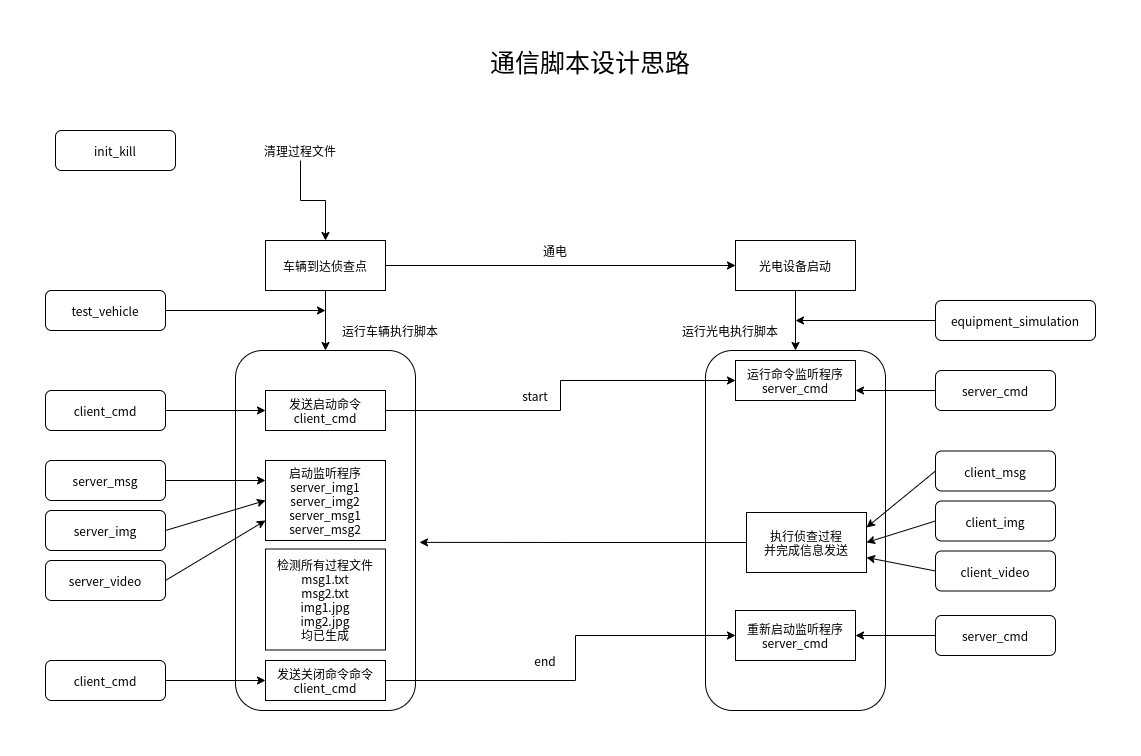 通信脚本设计思路
init_kill
清理过程文件
车辆到达侦查点
通电
光电设备启动
test_vehicle
运行车辆执行脚本
运行光电执行脚本
equipment_simulation
client_cmd
发送启动命令
client_cmd
start
运行命令监听程序
server_cmd
server_cmd
server_msg
server_img
server_video
启动监听程序
server_img1
server_img2
server_msg1
server_msg2
执行侦查过程
并完成信息发送
client_msg
client_img
client_video
检测所有过程文件
msg1.txt
msg2.txt
img1.jpg
img2.jpg
均已生成
client_cmd
发送关闭命令命令
client_cmd
end
重新启动监听程序
server_cmd
server_cmd